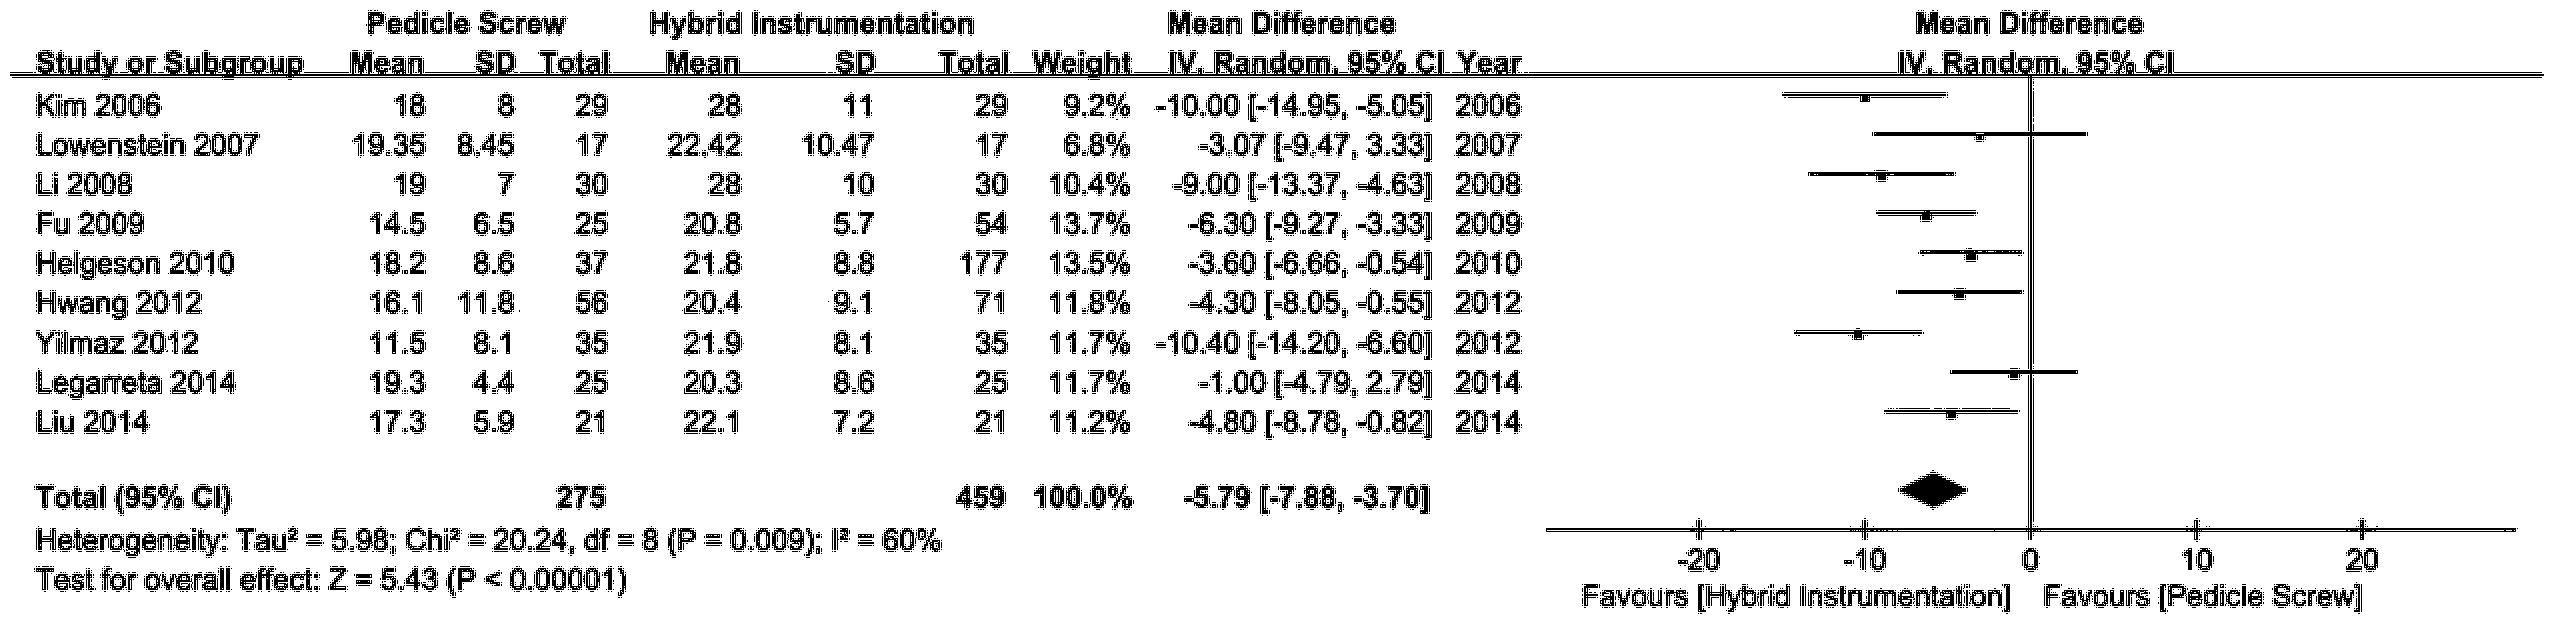 Pedicle Screw Hybrid Instrumentation Mean Difference Mean Difference
Study or Subgroup Mean SD Total Mean SD Total Weight IV, Random, 95% CI Year IV, Random, 95% CI
Kim 2006 18 8 29 28 11 29 9.2% -10.00 [-14.95, -5.05] 2006
Lowenstein 2007 19.35 8.45 17 22.42 10.47 17 6.8% -3.07 [-9.47, 3.33] 2007
Li 2008 19 7 30 28 10 30 10.4% -9.00 [-13.37, -4.63] 2008
Fu 2009 14.5 6.5 25 20.8 5.7 54 13.7% -6.30 [-9.27, -3.33] 2009
Helgeson 2010 18.2 8.6 37 21.8 8.8 177 13.5% -3.60 [-6.66, -0.54] 2010
Hwang 2012 16.1 11.8 56 20.4 9.1 71 11.8% -4.30 [-8.05, -0.55] 2012
Yilmaz 2012 11.5 8.1 35 21.9 8.1 35 11.7% -10.40 [-14.20, -6.60] 2012
Legarreta 2014 19.3 4.4 25 20.3 8.6 25 11.7% -1.00 [-4.79, 2.79] 2014
Liu 2014 17.3 5.9 21 22.1 7.2 21 11.2% -4.80 [-8.78, -0.82] 2014
Total (95% CI) 275 459 100.0% -5.79 [-7.88, -3.70]
Heterogeneity: Tau² = 5.98; Chi² = 20.24, df = 8 (P = 0.009); I² = 60%
Test for overall effect: Z = 5.43 (P < 0.00001)
-20 -10 0 10 20
Favours [Hybrid Instrumentation] Favours [Pedicle Screw]